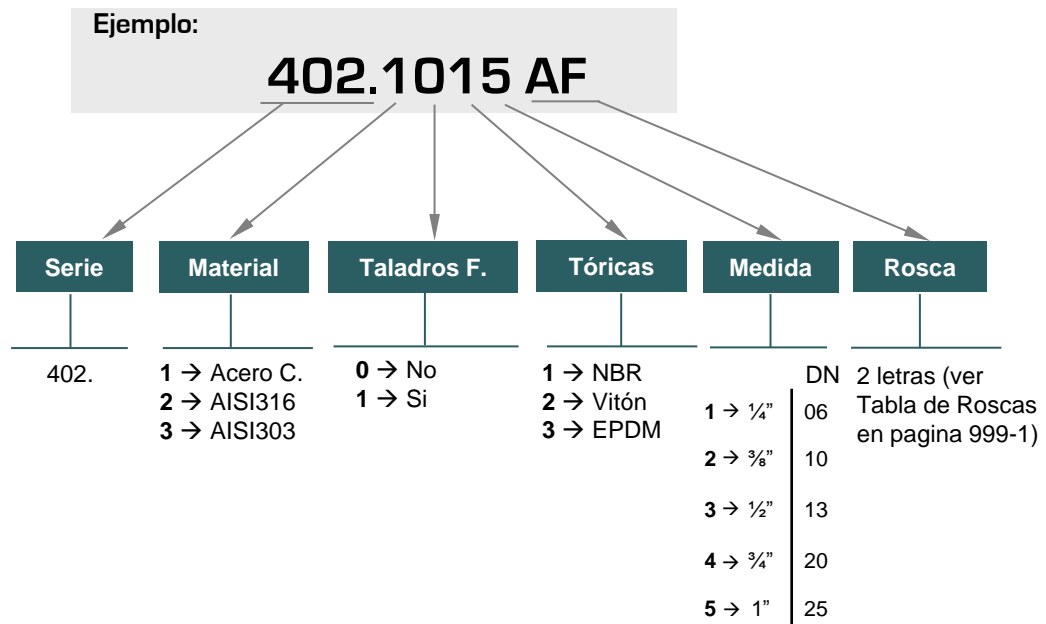 Ejemplo:
402.1015 AF
Serie
Material
Taladros F.
Tóricas
Medida
Rosca
402.
1 → Acero C.
2 → AISI316
3 → AISI303
0 → No
1 → Si
1 → NBR
2 → Vitón
3 → EPDM
DN
1 → ¼” 06
2 → ⅜” 10
3 → ½” 13
4 → ¾” 20
5 → 1” 25
2 letras (ver
Tabla de Roscas
en pagina 999-1)